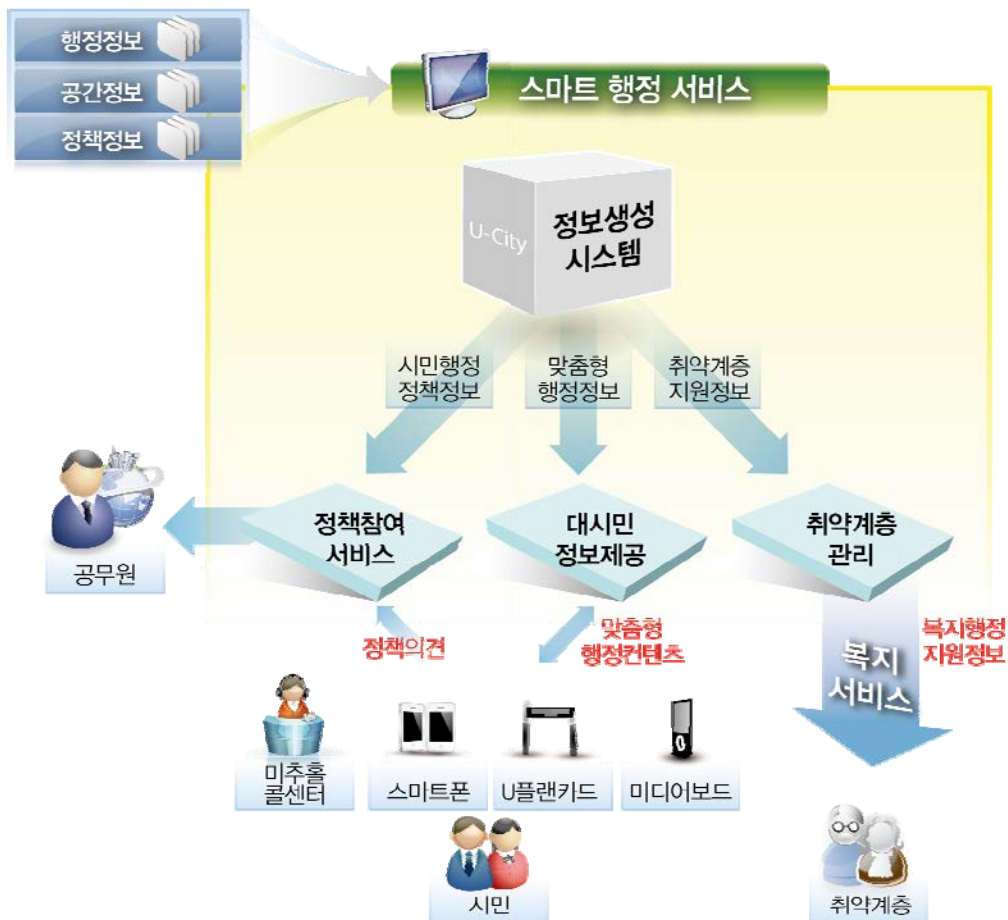 행정정보
공간정보
정책정보
스마트 행정 서비스
U-City
정보생성
시스템
시민행정
정책정보
맞춤형
행정정보
취약계층
지원정보
정책참여
서비스
대시민
정보제공
취약계층
관리
공무원
정책의견
맞춤형
행정컨텐츠
복지
서비스
복지행정
지원정보
미추홀
콜센터
스마트폰
U플랜카드
미디어보드
시민
취약계층